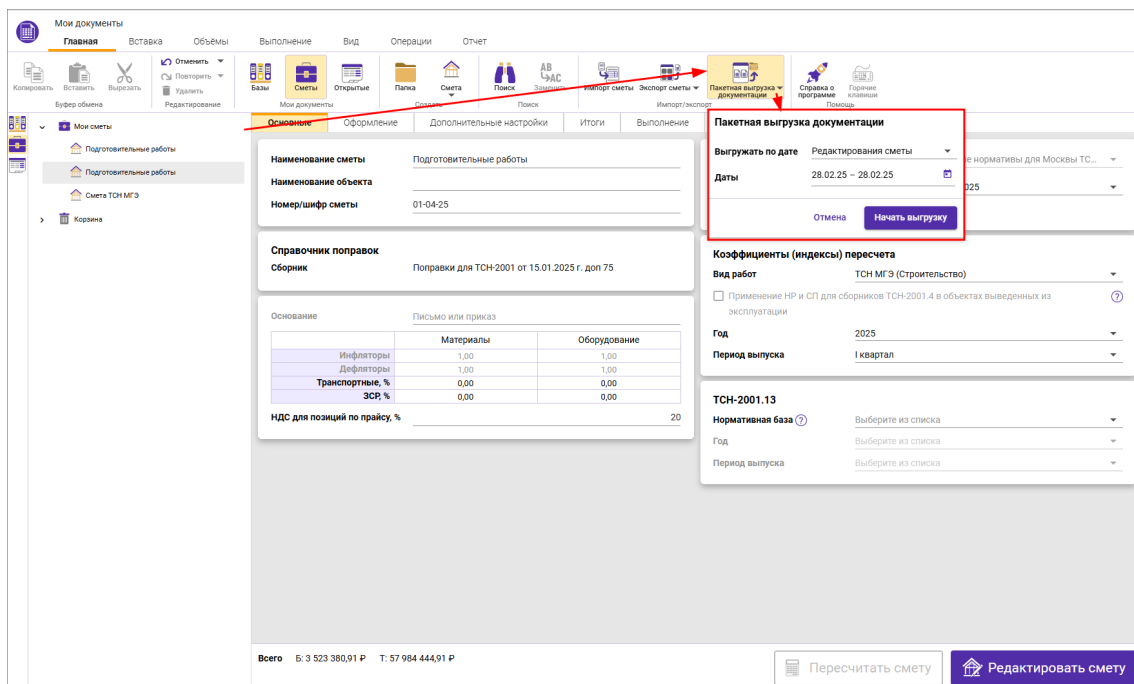 Мои документы
Главная Вставка Объёмы Выполнение Вид Операции Отчет
Копировать Вставить Вырезать
Отменить
Повторить
Удалить
Буфер обмена Редактирование
Базы Сметы Открытые
Мои документы
Папка Смета
Создать
Поиск Заменить
AB
AC
Поиск
Импорт сметы Экспорт сметы Пакетная выгрузка документации
Импорт/экспорт
Справка о программе Горячие клавиши
Помощь
Мои сметы
Подготовительные работы
Подготовительные работы
Смета ТСН МГЭ
Корзина
Основные Оформление Дополнительные настройки Итоги Выполнение
Наименование сметы Подготовительные работы
Наименование объекта
Номер/шифр сметы 01-04-25
Справочник поправок
Сборник Поправки для ТСН-2001 от 15.01.2025 г. доп 75
Основание Письмо или приказ
Материалы Оборудование
Инфляторы 1,00 1,00
Дефляторы 1,00 1,00
Транспортные, % 0,00 0,00
ЗСР, % 0,00 0,00
НДС для позиций по прайсу, % 20
Пакетная выгрузка документации
Выгружать по дате Редактирования сметы
Даты 28.02.25 – 28.02.25
Отмена Начать выгрузку
нормативы для Москвы ТС...
Коэффициенты (индексы) пересчета
Вид работ ТСН МГЭ (Строительство)
Применение НР и СП для сборников ТСН-2001.4 в объектах выведенных из
эксплуатации
Год 2025
Период выпуска I квартал
ТСН-2001.13
Нормативная база Выберите из списка
Год Выберите из списка
Период выпуска Выберите из списка
Всего Б: 3 523 380,91 ₽ Т: 57 984 444,91 ₽
Пересчитать смету Редактировать смету